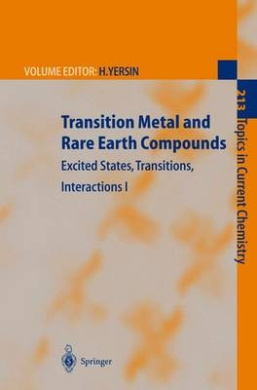 VOLUME EDITOR: H.YERSIN
Transition Metal and
Rare Earth Compounds
Excited States, Transitions,
Interactions I
213 Topics in Current Chemistry
Springer